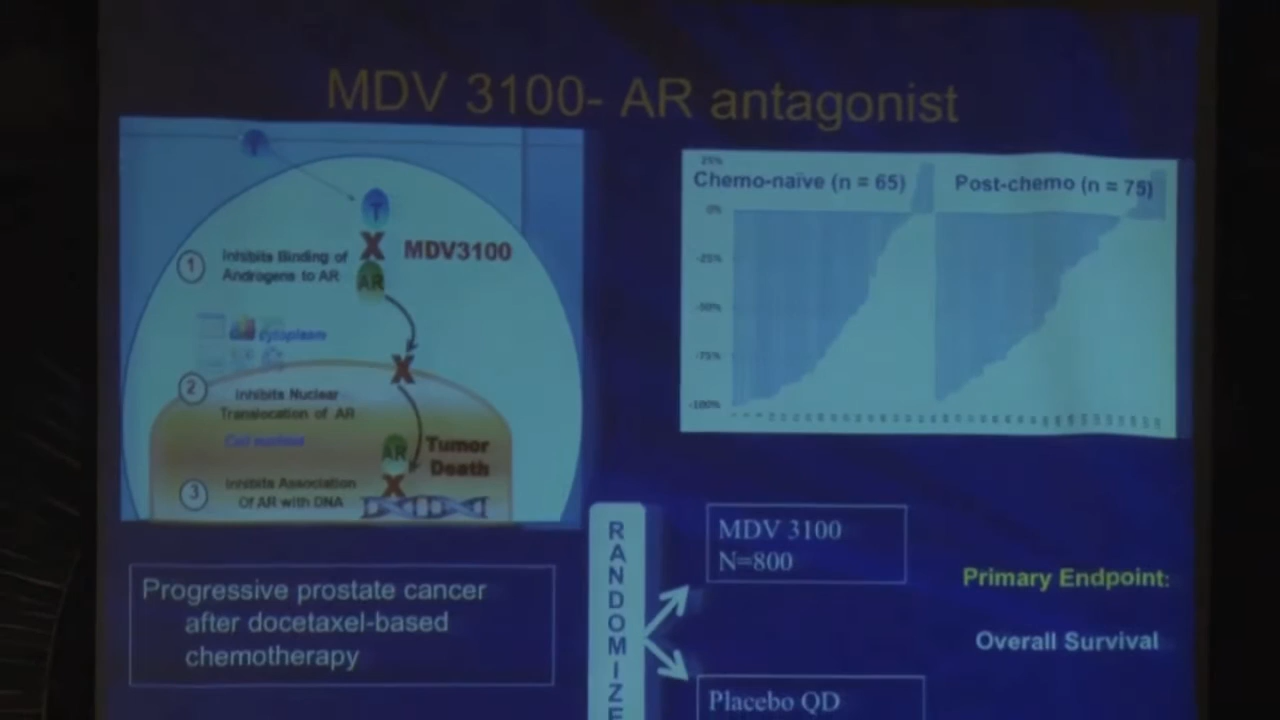 MDV 3100- AR antagonist
T
MDV3100
1
Inhibits Binding of
Androgens to AR
AR
Cell cytoplasm
2
Inhibits Nuclear
Translocation of AR
Cell nucleus
AR
Tumor
Death
3
Inhibits Association
Of AR with DNA
25%
Chemo-naïve (n = 65)
Post-chemo (n = 75)
0%
-25%
-50%
-75%
-100%
Progressive prostate cancer
after docetaxel-based
chemotherapy
RANDOMIZE
MDV 3100
N=800
Placebo QD
Primary Endpoint:
Overall Survival